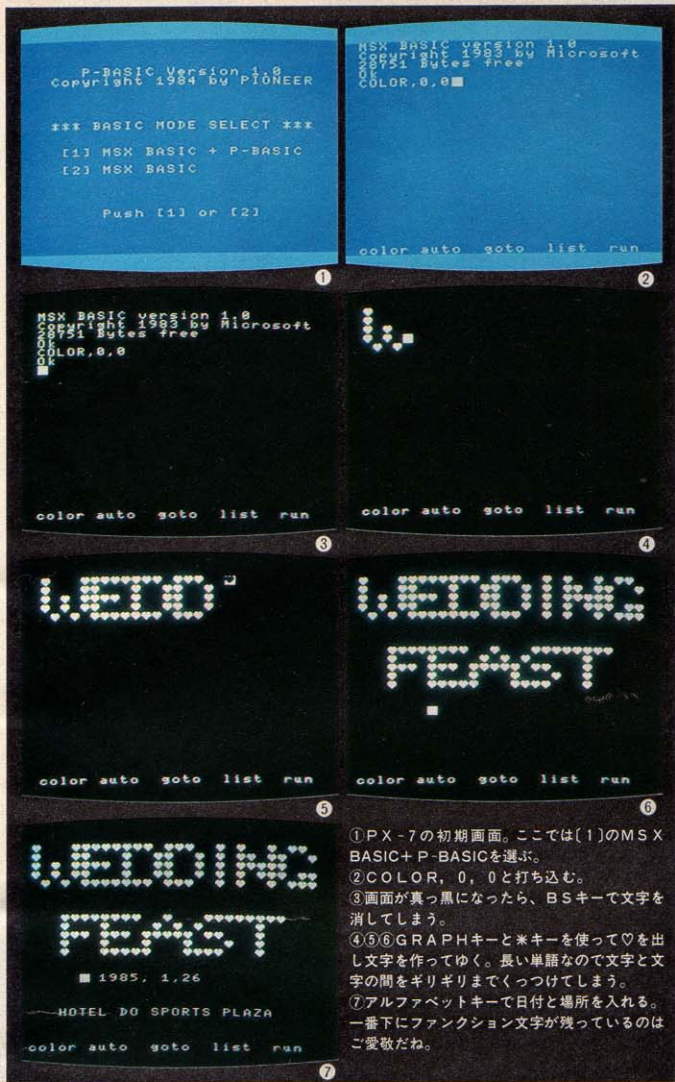 P-BASIC Version 1.0
Copyright 1984 by PIONEER
*** BASIC MODE SELECT ***
[1] MSX BASIC + P-BASIC
[2] MSX BASIC
Push [1] or [2]
①
MSX BASIC version 1.0
Copyright 1983 by Microsoft
28751 Bytes free
Ok
COLOR,0,0
color auto goto list run
②
MSX BASIC version 1.0
Copyright 1983 by Microsoft
28751 Bytes free
Ok
COLOR,0,0
Ok
color auto goto list run
③
color auto goto list run
④
WEDD
color auto goto list run
⑤
WEDDING
FEAST
color auto goto list run
⑥
WEDDING
FEAST
1985, 1,26
HOTEL DO SPORTS PLAZA
color auto goto list run
⑦
①PX-7の初期画面。ここでは〔1〕のMSX
BASIC+P-BASICを選ぶ。
②COLOR, 0, 0と打ち込む。
③画面が真っ黒になったら、BSキーで文字を
消してしまう。
④⑤⑥GRAPHキーと*キーを使って♡を出
し文字を作ってゆく。長い単語なので文字と文
字の間をギリギリまでくっつけてしまう。
⑦アルファベットキーで日付と場所を入れる。
一番下にファンクション文字が残っているのは
ご愛敬だね。